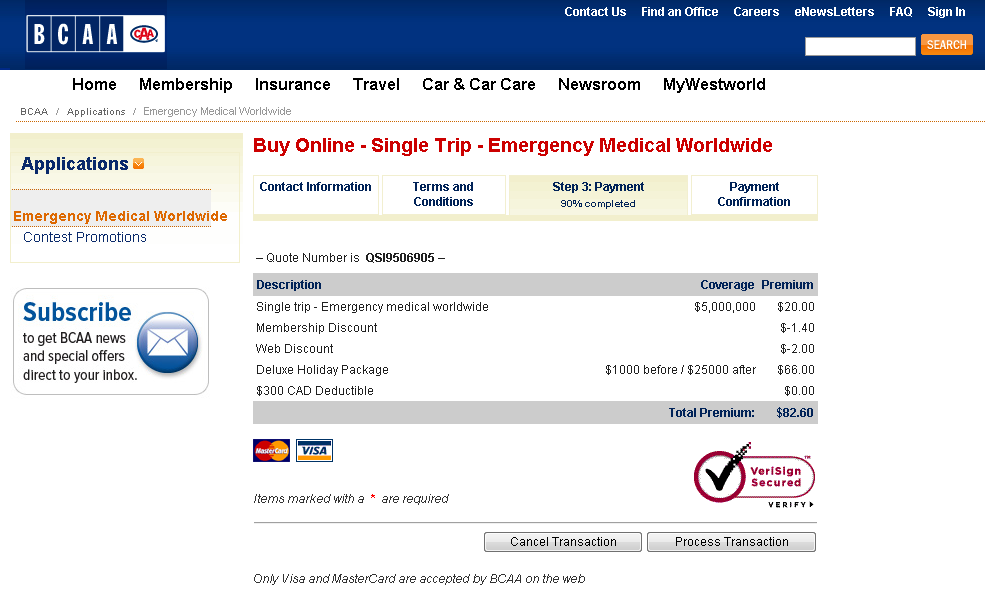 Contact Us Find an Office Careers eNewsLetters FAQ Sign In
BCAA CAA
SEARCH
Home Membership Insurance Travel Car & Car Care Newsroom MyWestworld
BCAA / Applications / Emergency Medical Worldwide
Applications
Emergency Medical Worldwide
Contest Promotions
Subscribe
to get BCAA news
and special offers
direct to your inbox.
Buy Online - Single Trip - Emergency Medical Worldwide
Contact Information
Terms and
Conditions
Step 3: Payment
90% completed
Payment
Confirmation
– Quote Number is QSI9506905 –
Description Coverage Premium
Single trip - Emergency medical worldwide $5,000,000 $20.00
Membership Discount $-1.40
Web Discount $-2.00
Deluxe Holiday Package $1000 before / $25000 after $66.00
$300 CAD Deductible $0.00
Total Premium: $82.60
MasterCard VISA
VeriSign™
Secured
VERIFY
Items marked with a * are required
Cancel Transaction Process Transaction
Only Visa and MasterCard are accepted by BCAA on the web